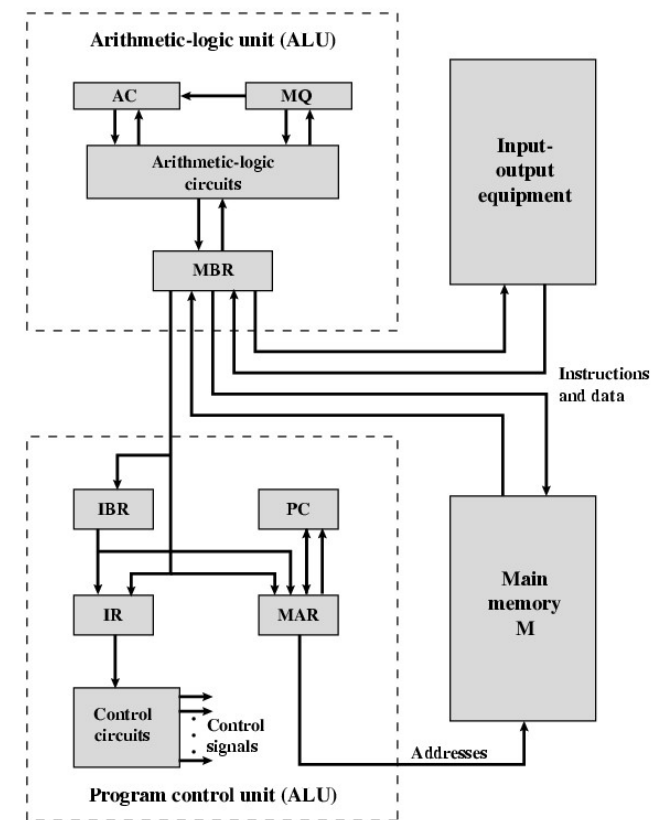 Arithmetic-logic unit (ALU)
AC
MQ
Arithmetic-logic
circuits
MBR
Input-
output
equipment
Instructions
and data
IBR
PC
IR
MAR
Main
memory
M
Control
circuits
Control
signals
Addresses
Program control unit (ALU)